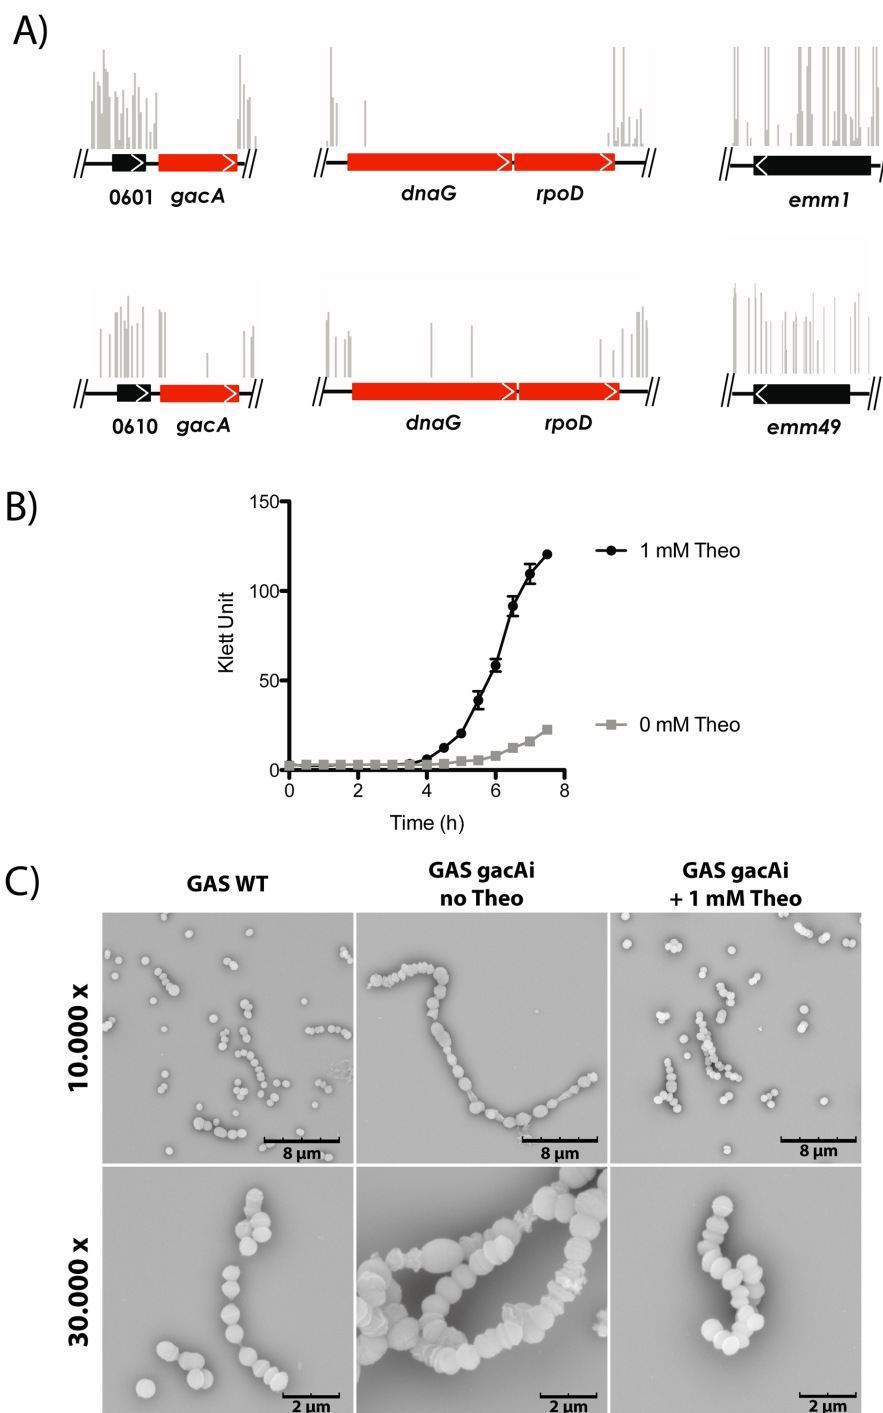 A)
0601 gacA
dnaG rpoD
emm1
0610 gacA
dnaG rpoD
emm49
B)
150
100
50
0
Klett Unit
0 2 4 6 8
Time (h)
1 mM Theo
0 mM Theo
C)
GAS WT
GAS gacAi
no Theo
GAS gacAi
+ 1 mM Theo
10.000 x
8 µm
8 µm
8 µm
30.000 x
2 µm
2 µm
2 µm